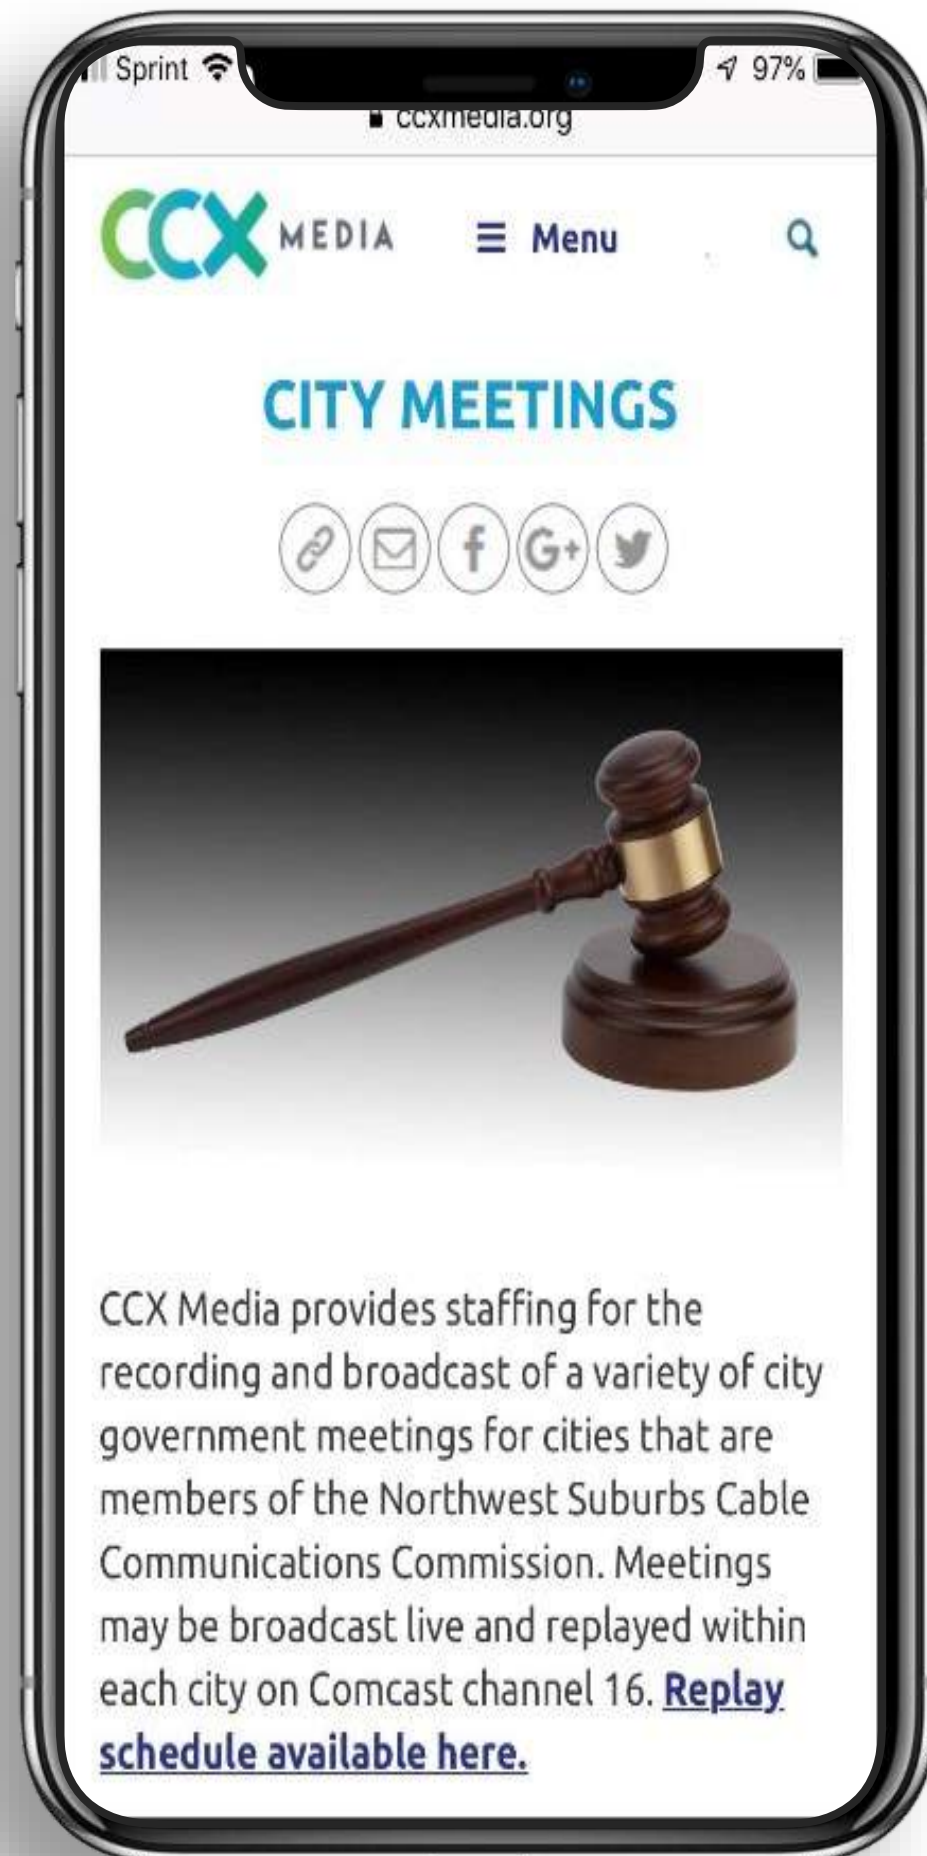 Sprint 97%
ccxmedia.org
CCX MEDIA Menu
CITY MEETINGS
f G+
CCX Media provides staffing for the
recording and broadcast of a variety of city
government meetings for cities that are
members of the Northwest Suburbs Cable
Communications Commission. Meetings
may be broadcast live and replayed within
each city on Comcast channel 16. Replay
schedule available here.